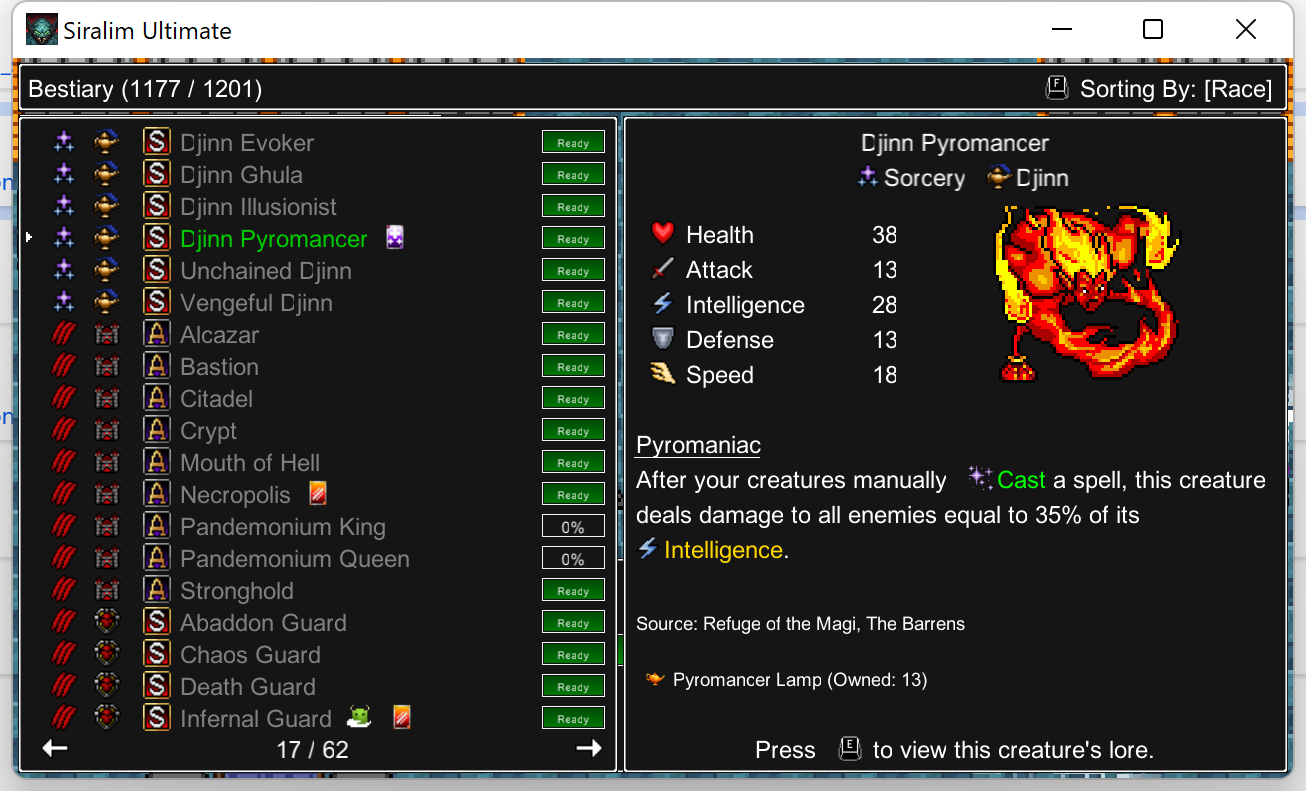 Siralim Ultimate
Bestiary (1177 / 1201)
F Sorting By: [Race]
S Djinn Evoker Ready
S Djinn Ghula Ready
S Djinn Illusionist Ready
S Djinn Pyromancer Ready
S Unchained Djinn Ready
S Vengeful Djinn Ready
A Alcazar Ready
A Bastion Ready
A Citadel Ready
A Crypt Ready
A Mouth of Hell Ready
A Necropolis Ready
A Pandemonium King 0%
A Pandemonium Queen 0%
A Stronghold Ready
S Abaddon Guard Ready
S Chaos Guard Ready
S Death Guard Ready
S Infernal Guard Ready
17 / 62
Djinn Pyromancer
Sorcery Djinn
Health 38
Attack 13
Intelligence 28
Defense 13
Speed 18
Pyromaniac
After your creatures manually Cast a spell, this creature
deals damage to all enemies equal to 35% of its
Intelligence.
Source: Refuge of the Magi, The Barrens
Pyromancer Lamp (Owned: 13)
Press E to view this creature's lore.